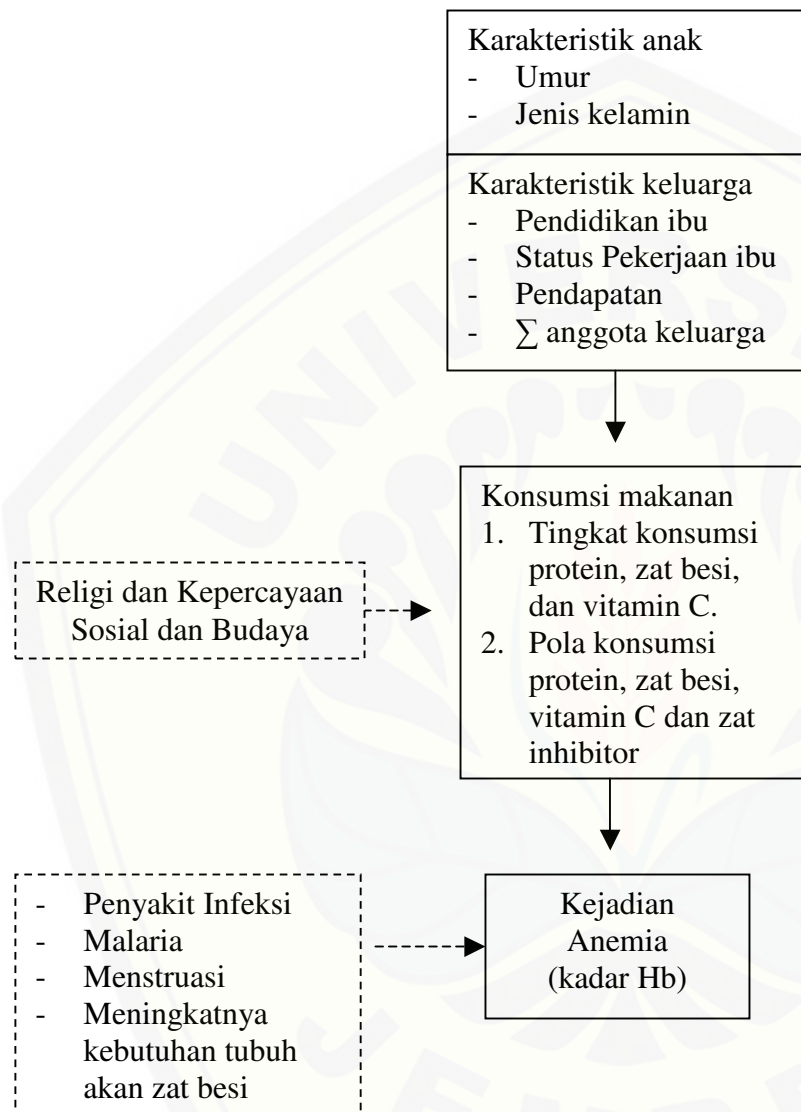 Karakteristik anak
- Umur
- Jenis kelamin
Karakteristik keluarga
- Pendidikan ibu
- Status Pekerjaan ibu
- Pendapatan
- ∑ anggota keluarga
Konsumsi makanan
1. Tingkat konsumsi
protein, zat besi,
dan vitamin C.
2. Pola konsumsi
protein, zat besi,
vitamin C dan zat
inhibitor
Religi dan Kepercayaan
Sosial dan Budaya
- Penyakit Infeksi
- Malaria
- Menstruasi
- Meningkatnya
kebutuhan tubuh
akan zat besi
Kejadian
Anemia
(kadar Hb)